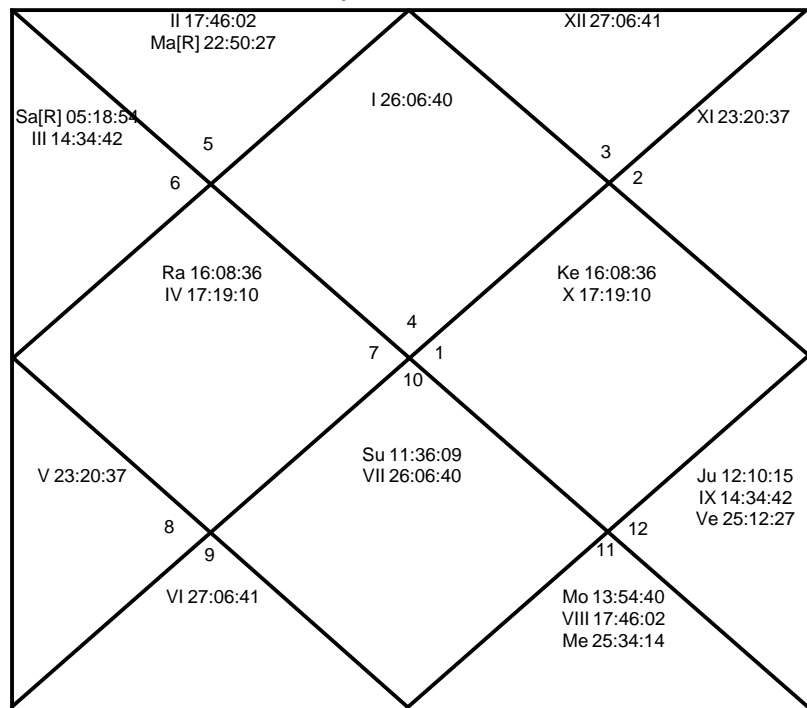 II 17:46:02
Ma[R] 22:50:27
XII 27:06:41
I 26:06:40
Sa[R] 05:18:54
III 14:34:42
XI 23:20:37
5
3
6
2
Ra 16:08:36
IV 17:19:10
Ke 16:08:36
X 17:19:10
4
7
1
10
Su 11:36:09
VII 26:06:40
V 23:20:37
Ju 12:10:15
IX 14:34:42
Ve 25:12:27
8
12
9
11
VI 27:06:41
Mo 13:54:40
VIII 17:46:02
Me 25:34:14